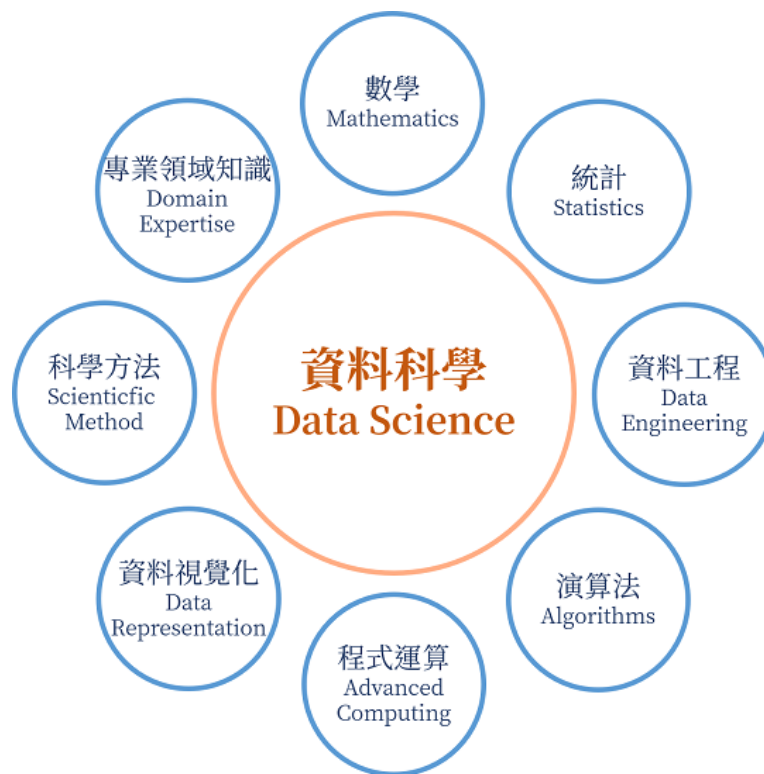 數學
Mathematics
統計
Statistics
資料工程
Data
Engineering
演算法
Algorithms
程式運算
Advanced
Computing
資料視覺化
Data
Representation
科學方法
Scienticfic
Method
專業領域知識
Domain
Expertise
資料科學
Data Science